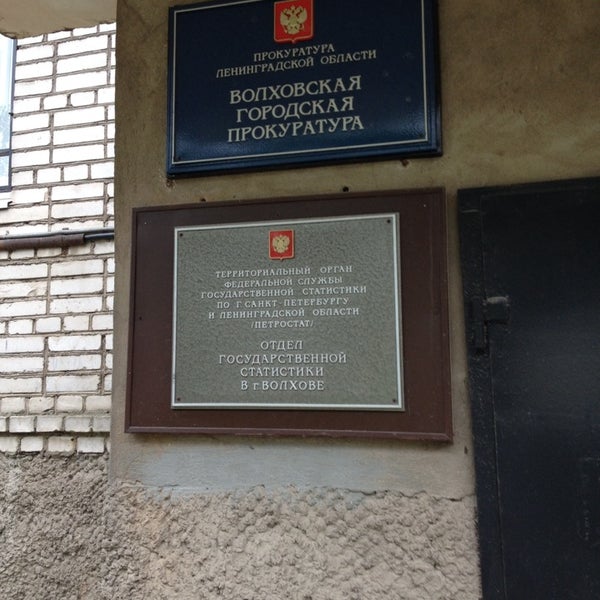 ПРОКУРАТУРА
ЛЕНИНГРАДСКОЙ ОБЛАСТИ
ВОЛХОВСКАЯ
ГОРОДСКАЯ
ПРОКУРАТУРА
ТЕРРИТОРИАЛЬНЫЙ ОРГАН
ФЕДЕРАЛЬНОЙ СЛУЖБЫ
ГОСУДАРСТВЕННОЙ СТАТИСТИКИ
ПО Г. САНКТ-ПЕТЕРБУРГУ
И ЛЕНИНГРАДСКОЙ ОБЛАСТИ
/ПЕТРОСТАТ/
ОТДЕЛ
ГОСУДАРСТВЕННОЙ
СТАТИСТИКИ
В г. ВОЛХОВЕ